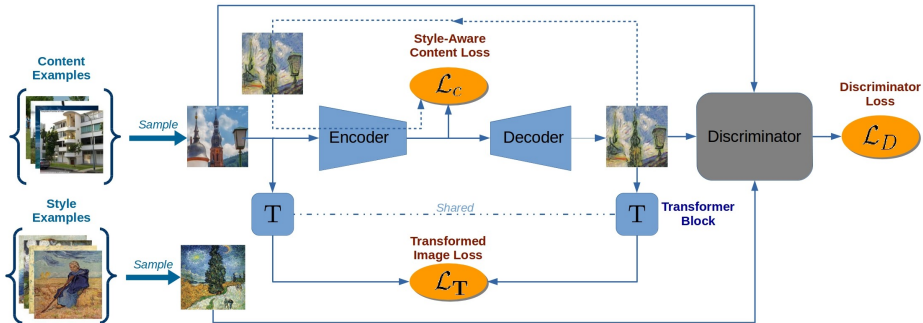 Content
Examples
Sample
Style-Aware
Content Loss
ℒc
Encoder
Decoder
Discriminator
Discriminator
Loss
ℒD
T
Shared
T
Transformer
Block
Style
Examples
Sample
Transformed
Image Loss
ℒT